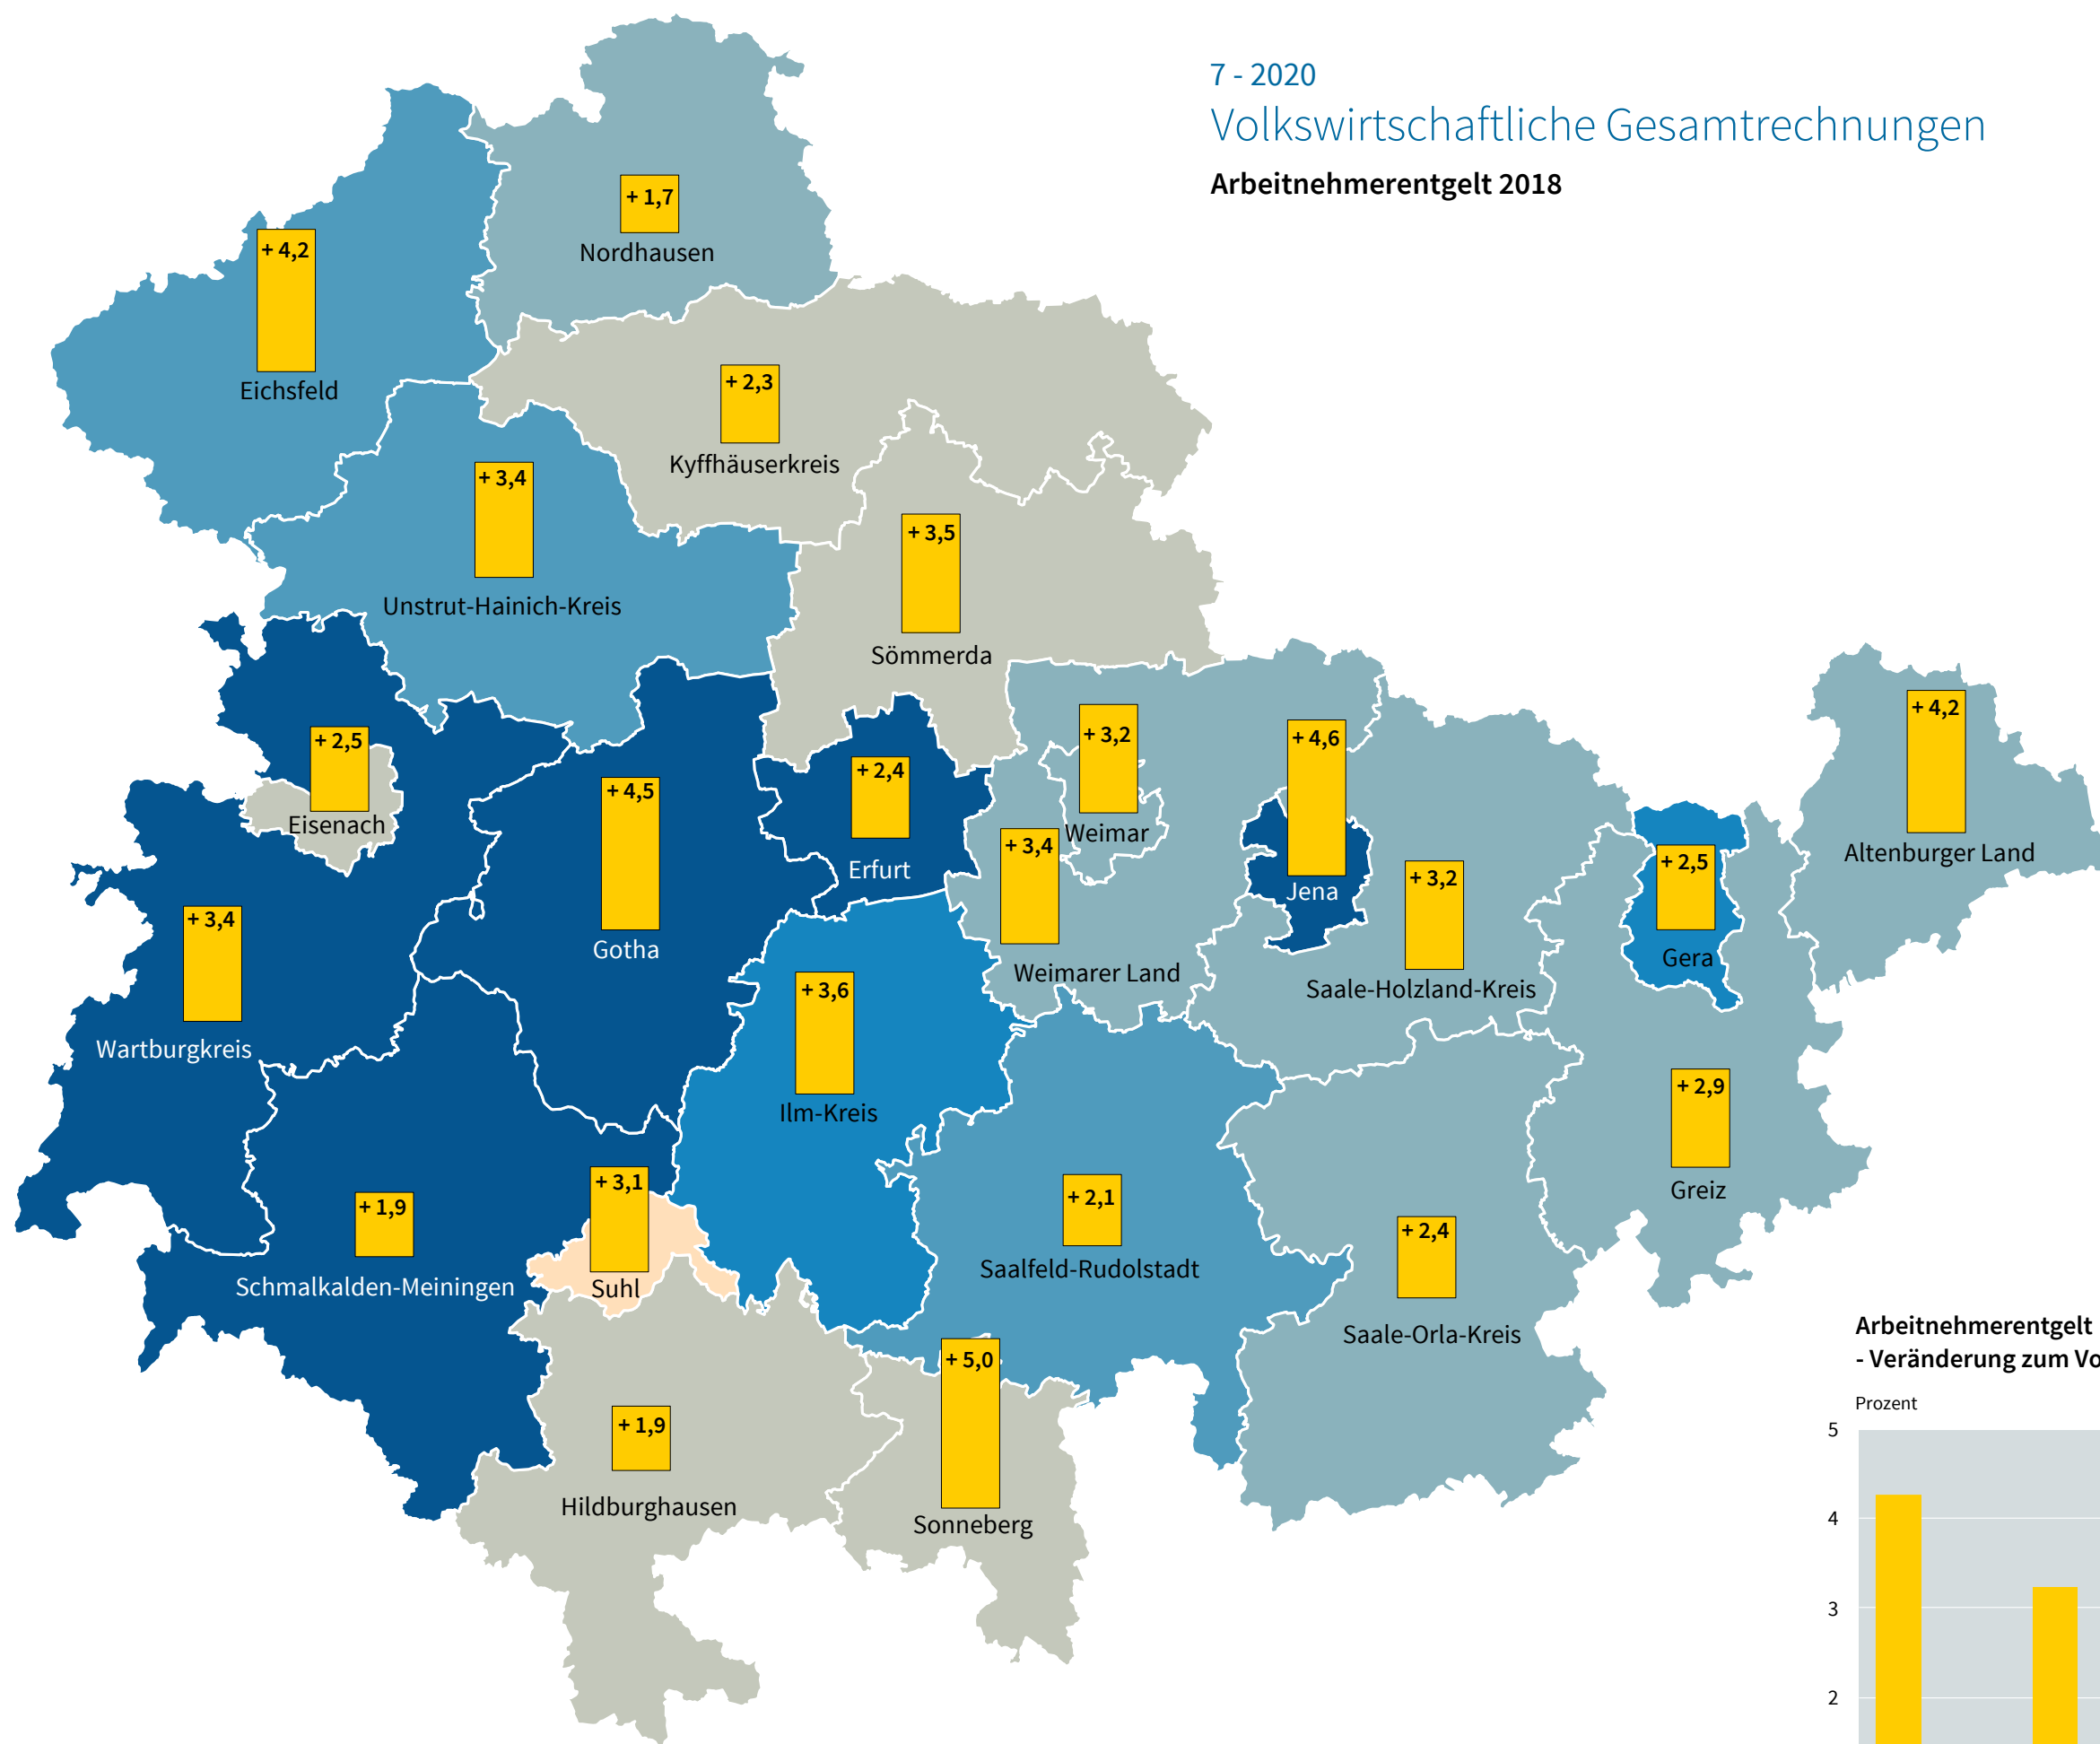 7 - 2020
Volkswirtschaftliche Gesamtrechnungen
Arbeitnehmerentgelt 2018
+ 1,7
Nordhausen
+ 4,2
Eichsfeld
+ 2,3
Kyffhäuserkreis
+ 3,4
Unstrut-Hainich-Kreis
+ 3,5
Sömmerda
+ 2,5
Eisenach
+ 4,5
Gotha
+ 2,4
Erfurt
+ 3,2
Weimar
+ 3,4
Weimarer Land
+ 4,6
Jena
+ 3,2
Saale-Holzland-Kreis
+ 2,5
Gera
+ 4,2
Altenburger Land
+ 3,4
Wartburgkreis
+ 3,6
Ilm-Kreis
+ 2,9
Greiz
+ 1,9
Schmalkalden-Meiningen
+ 3,1
Suhl
+ 2,1
Saalfeld-Rudolstadt
+ 2,4
Saale-Orla-Kreis
+ 1,9
Hildburghausen
+ 5,0
Sonneberg
Arbeitnehmerentgelt
- Veränderung zum Vo
Prozent
5
4
3
2